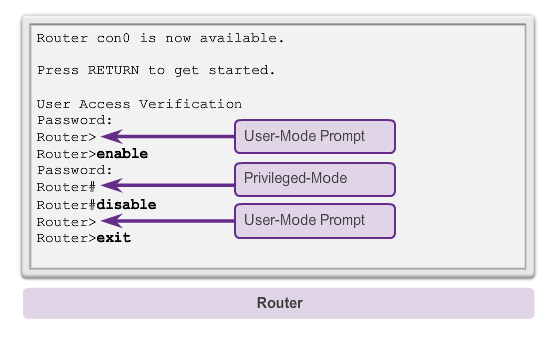 Router con0 is now available.
Press RETURN to get started.
User Access Verification
Password:
Router>
User-Mode Prompt
Router>enable
Password:
Router#
Privileged-Mode
Router#disable
Router>
User-Mode Prompt
Router>exit
Router